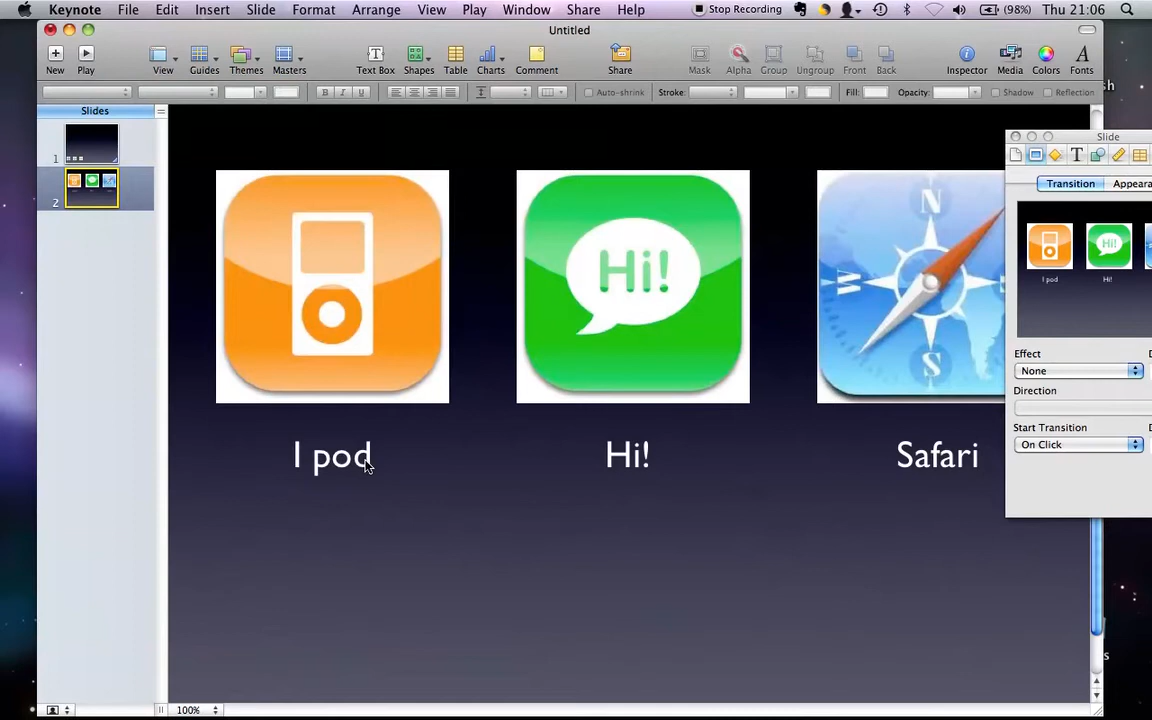 Keynote File Edit Insert Slide Format Arrange View Play Window Share Help Stop Recording (98%) Thu 21:06
Untitled
New Play View Guides Themes Masters Text Box Shapes Table Charts Comment Share Mask Alpha Group Ungroup Front Back Inspector Media Colors Fonts
B I U Auto-shrink Stroke: Fill: Opacity: Shadow Reflection
Slides
1
2
Hi!
N
W
S
I pod
Hi!
Safari
Slide
T
Transition Appeara
Hi!
I pod Hi!
Effect
None
Direction
Start Transition
On Click
100%